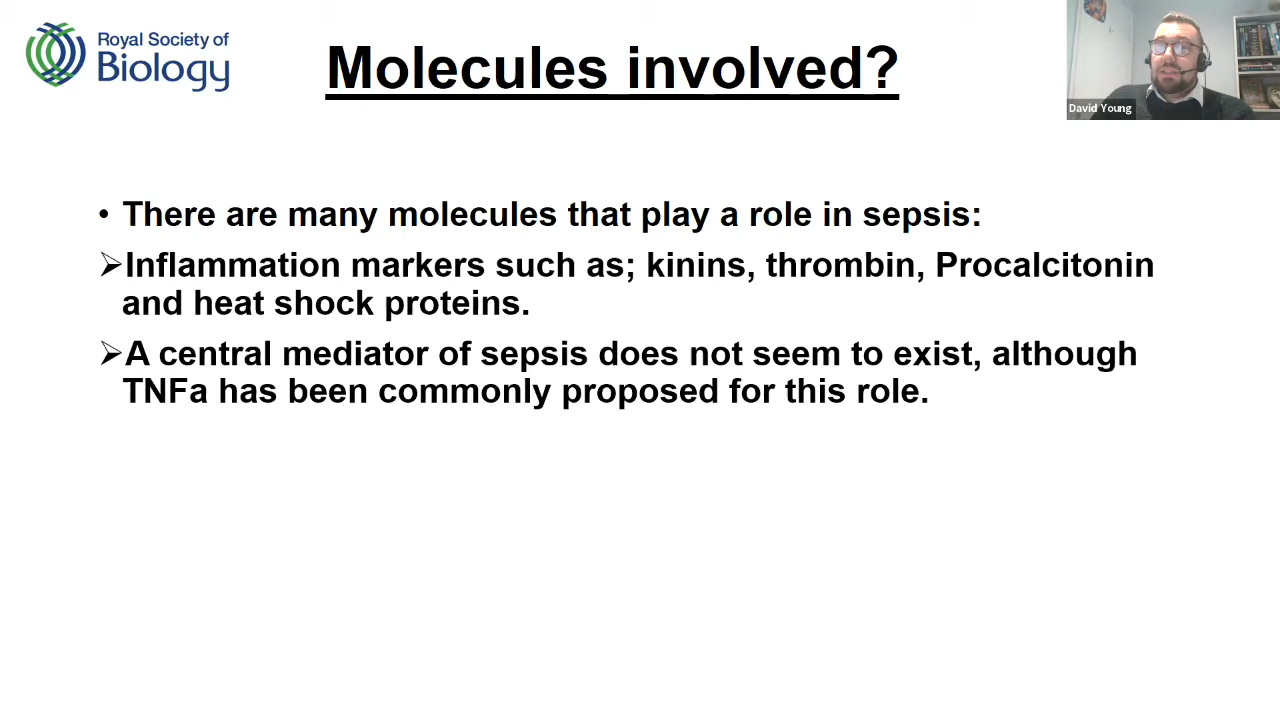 Royal Society of
Biology
Molecules involved?
David Young
• There are many molecules that play a role in sepsis:
➢Inflammation markers such as; kinins, thrombin, Procalcitonin
and heat shock proteins.
➢A central mediator of sepsis does not seem to exist, although
TNFa has been commonly proposed for this role.